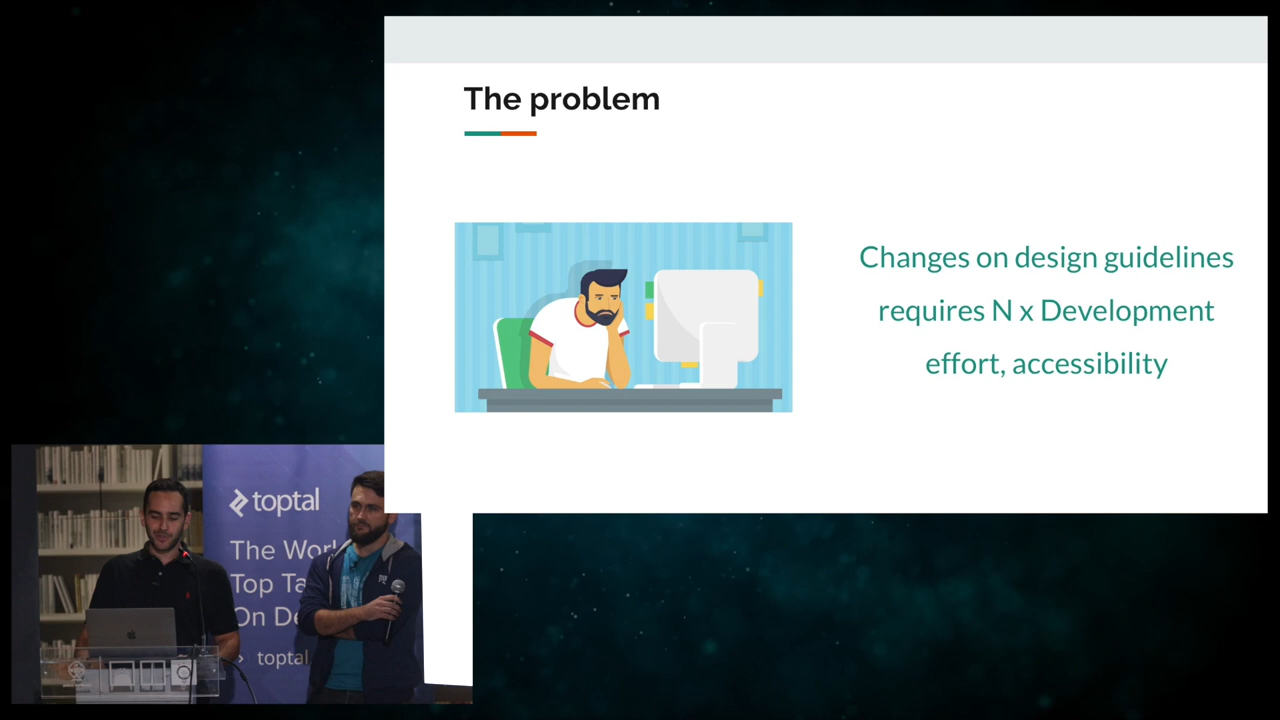 The problem
Changes on design guidelines
requires N x Development
effort, accessibility
toptal
The Worl
Top Ta
On De
toptal